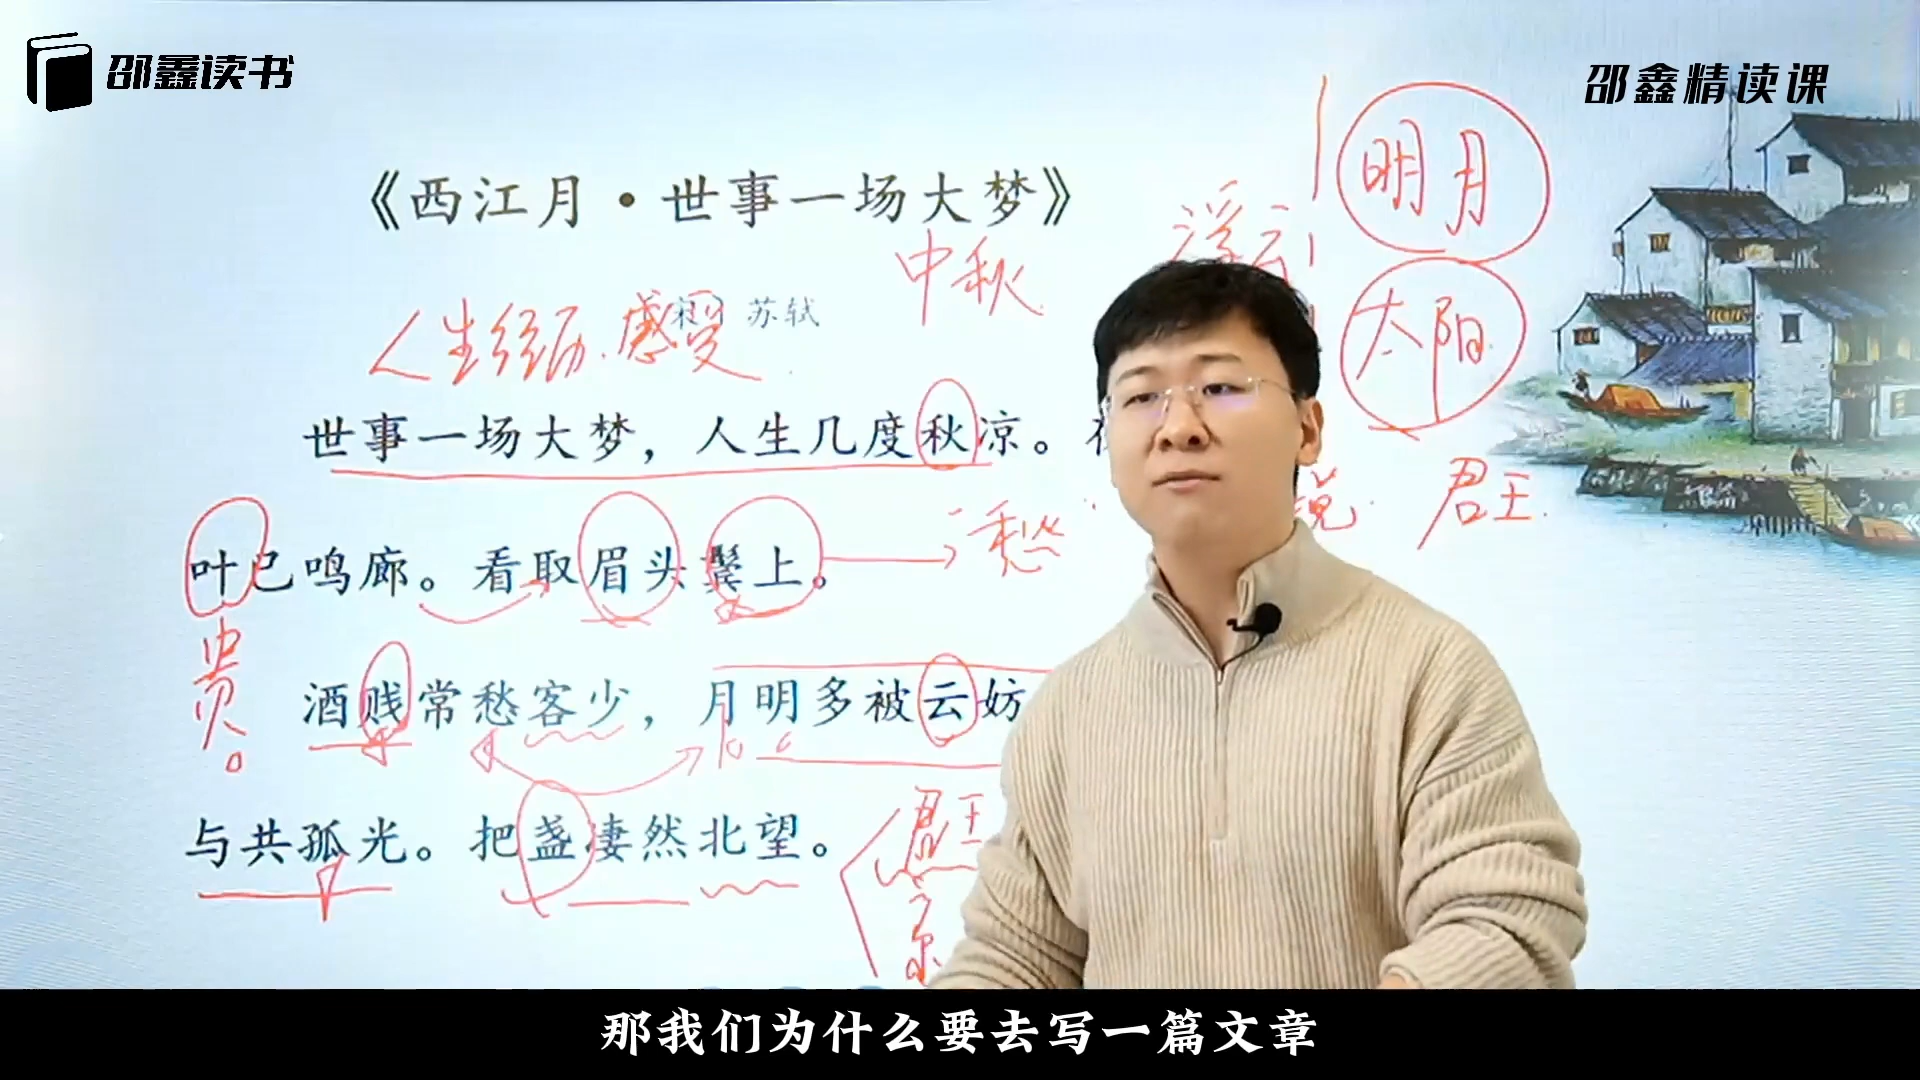 邵鑫读书
邵鑫精读课
《西江月·世事一场大梦》
明月
浮云
中秋
太阳
苏轼
人生经历.感受
世事一场大梦，人生几度秋凉。
君王
叶已鸣廊。看取眉头鬓上。
愁
贵
酒贱常愁客少，月明多被云妨
君王
与共孤光。把盏凄然北望。
那我们为什么要去写一篇文章